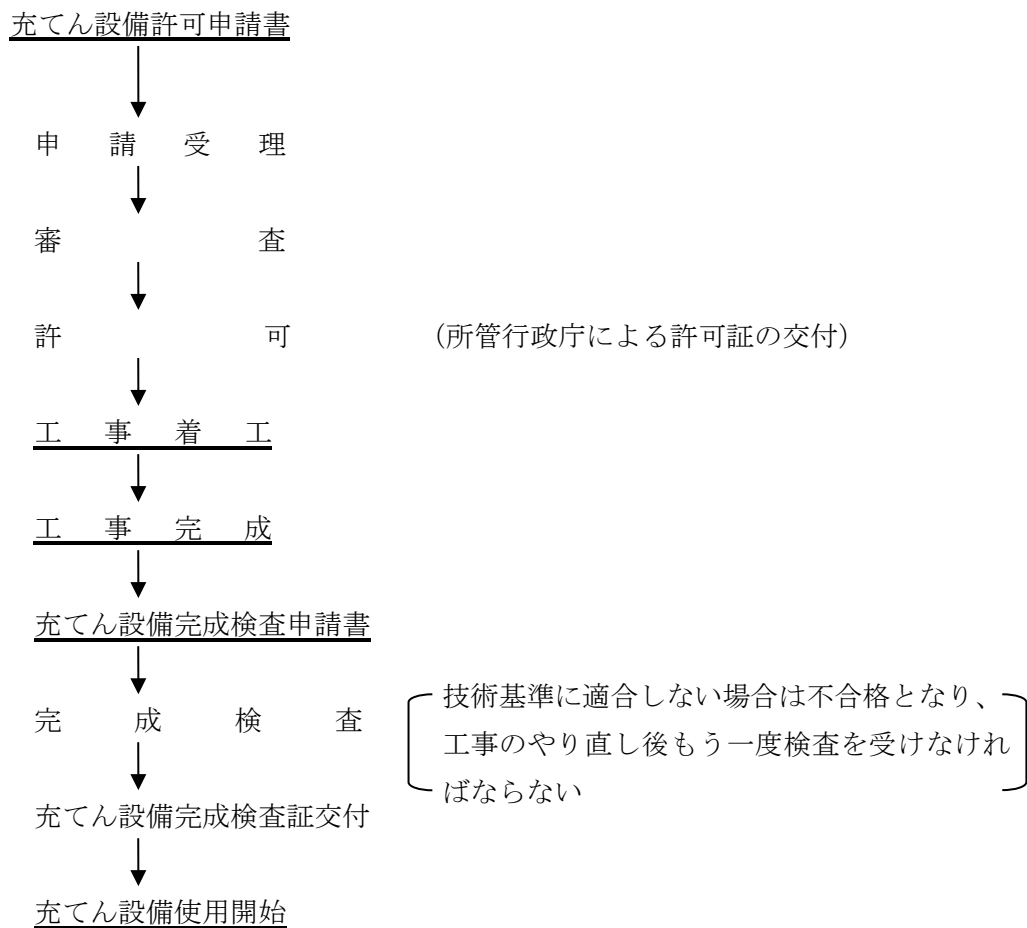 充てん設備許可申請書
申請受理
審査
許可 (所管行政庁による許可証の交付)
工事着工
工事完成
充てん設備完成検査申請書
技術基準に適合しない場合は不合格となり、
完成検査
工事のやり直し後もう一度検査を受けなけれ
ばならない
充てん設備完成検査証交付
充てん設備使用開始